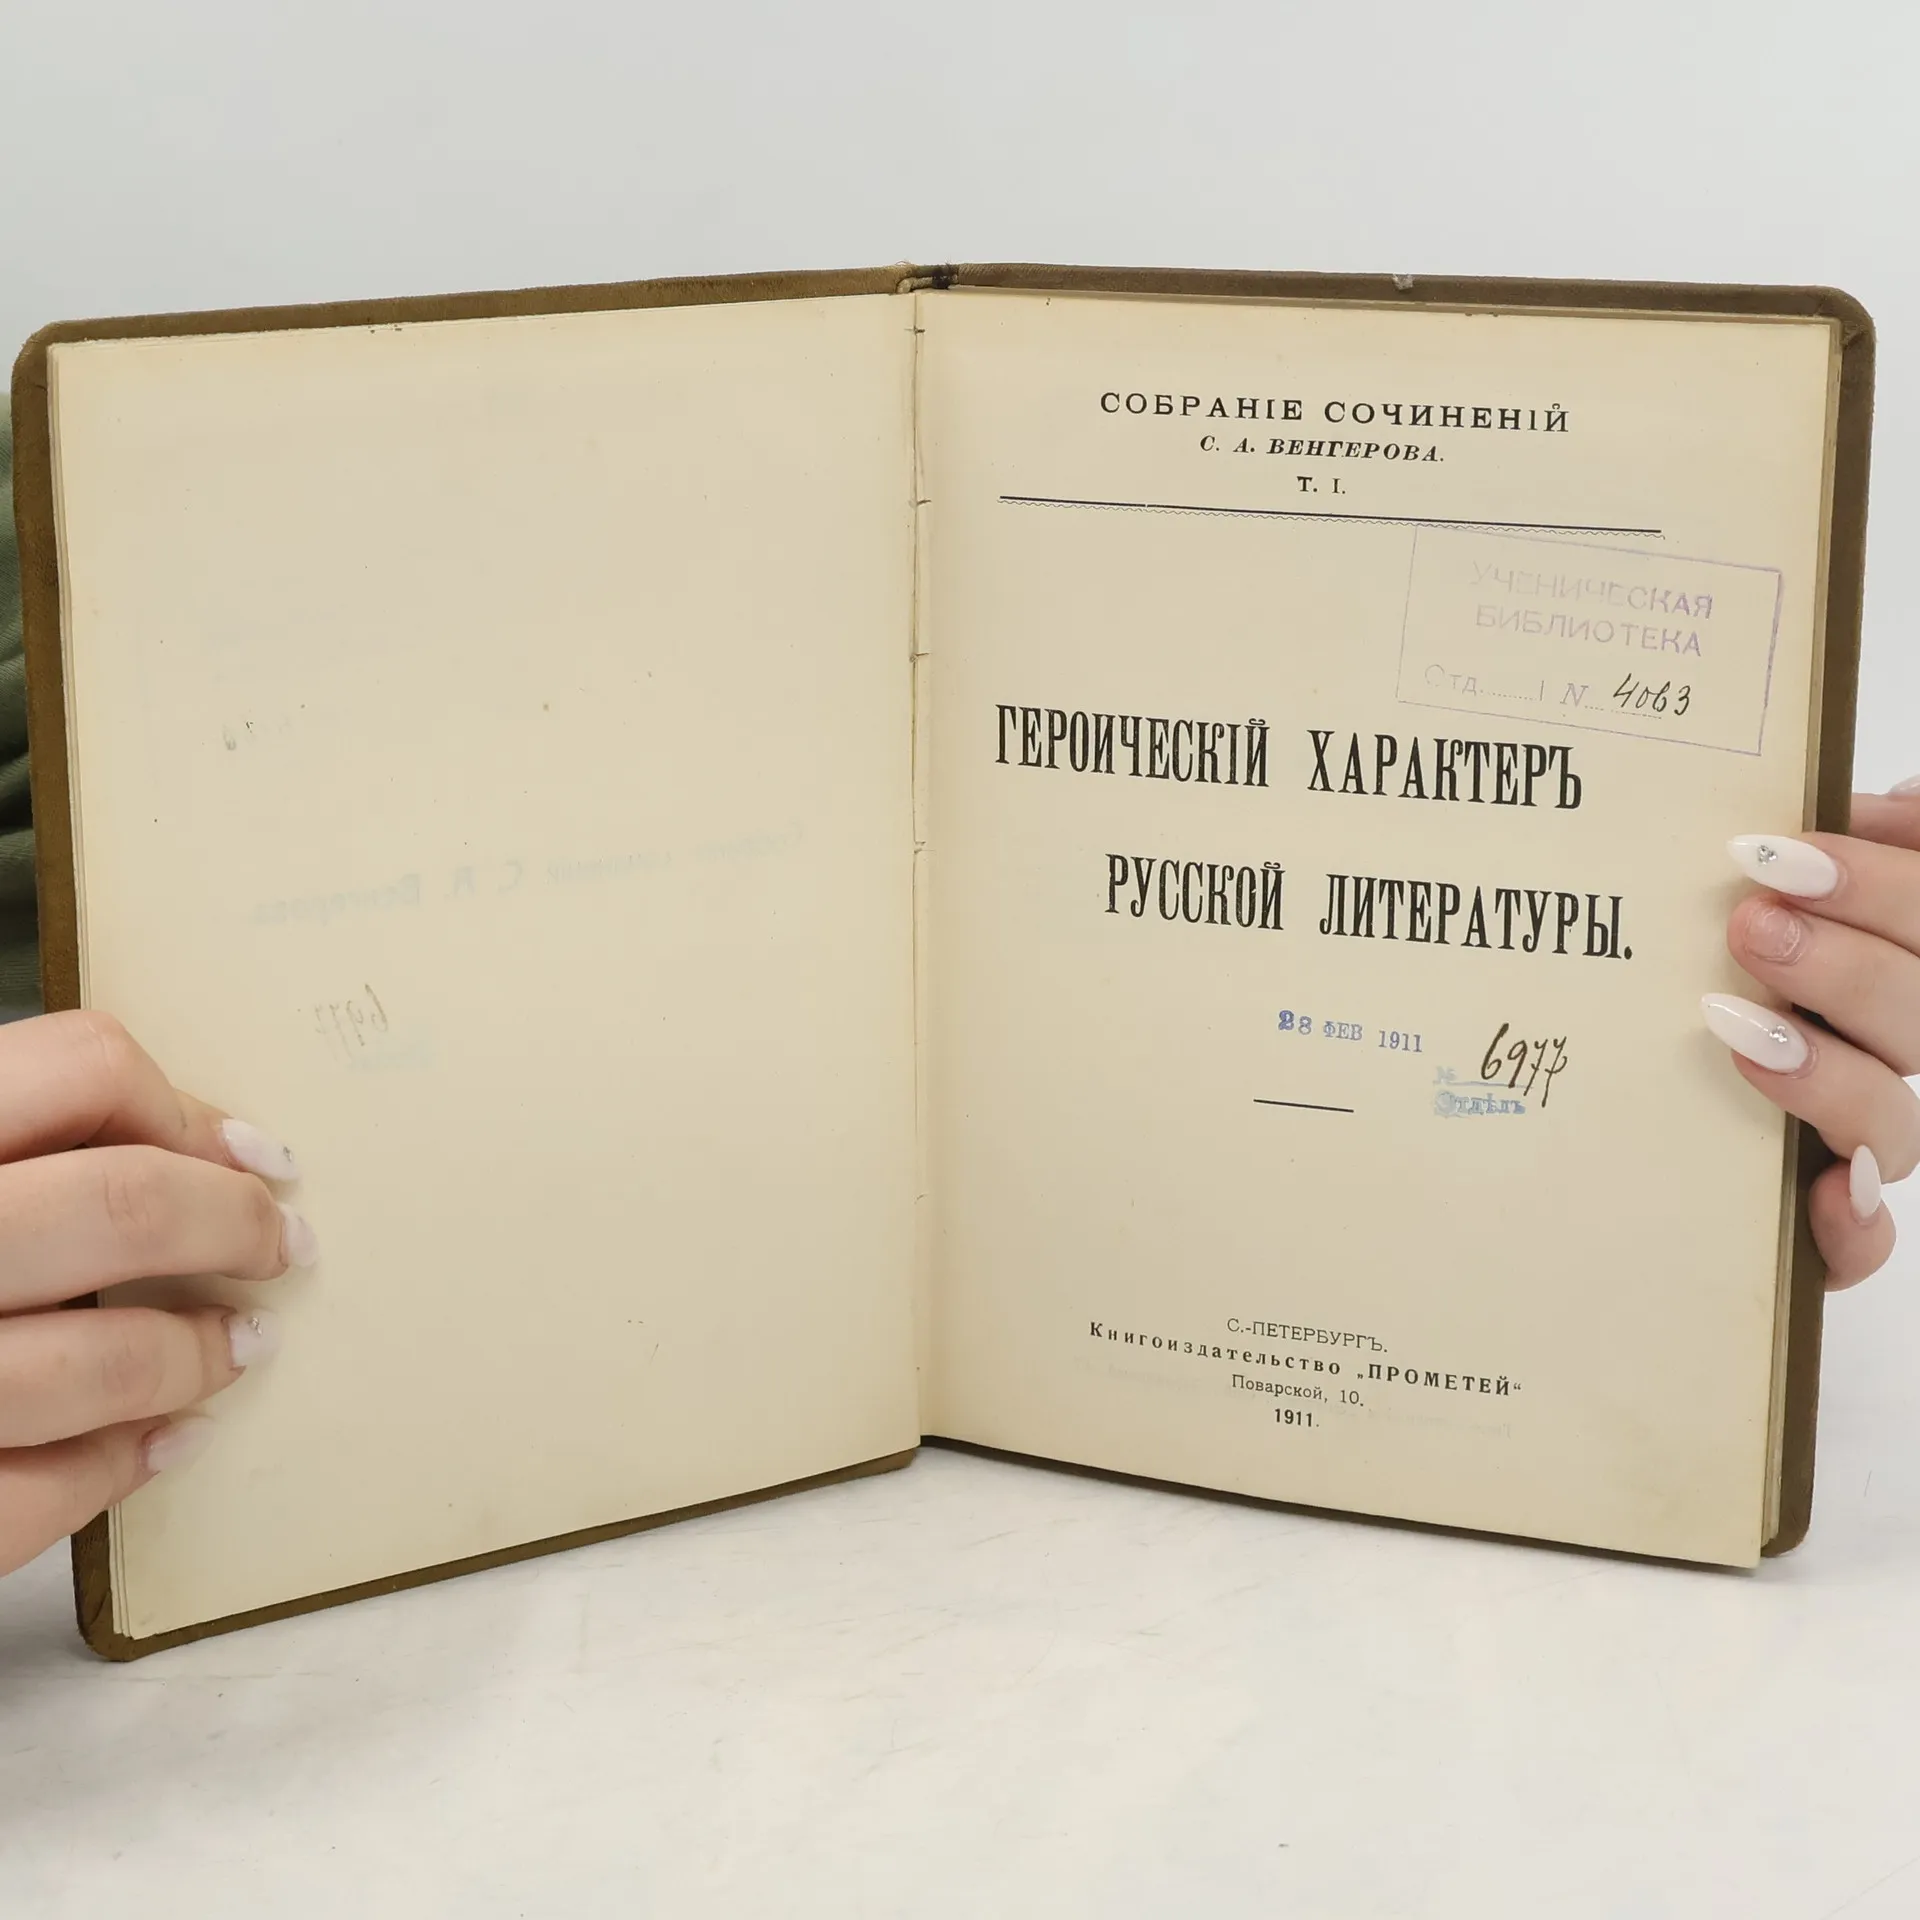 СОБРАНІЕ СОЧИНЕНІЙ
С. А. ВЕНГЕРОВА.
Т. I.
УЧЕНИЧЕСКАЯ
БИБЛИОТЕКА
Отд. N 4063
ГЕРОИЧЕСКІЙ ХАРАКТЕРЪ
РУССКОЙ ЛИТЕРАТУРЫ.
28 ФЕВ 1911
№ 6977
Отдѣлъ
С.-ПЕТЕРБУРГЪ.
Книгоиздательство „ПРОМЕТЕЙ“
Поварской, 10.
1911.